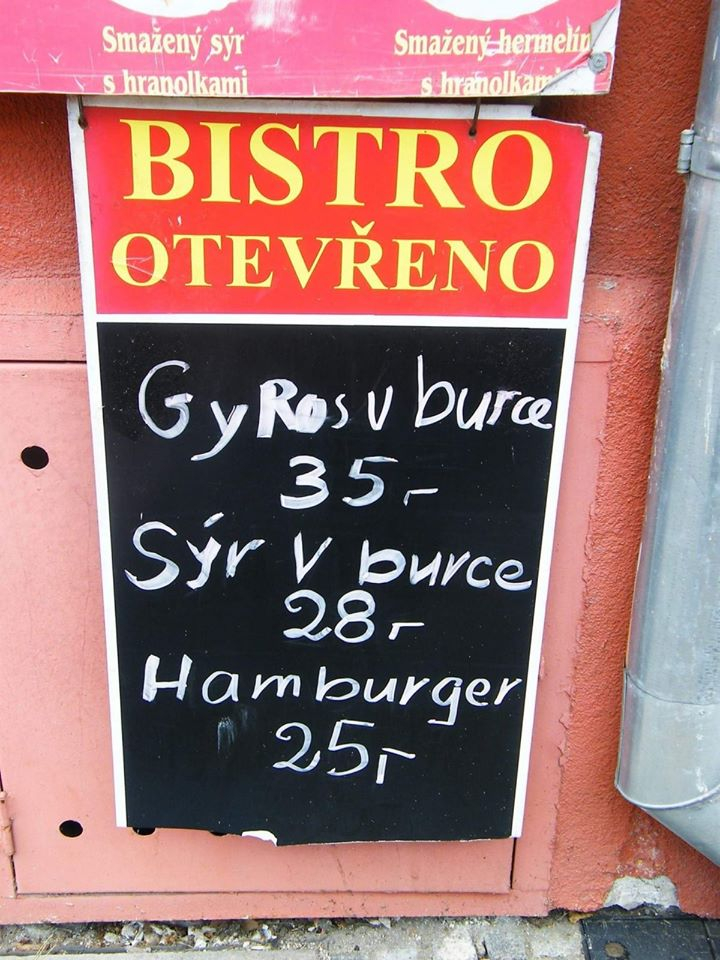 Smažený sýr
s hranolkami
Smažený hermelín
s hranolkami
BISTRO
OTEVŘENO
Gyros v burce
35,-
Sýr v burce
28,-
Hamburger
25,-